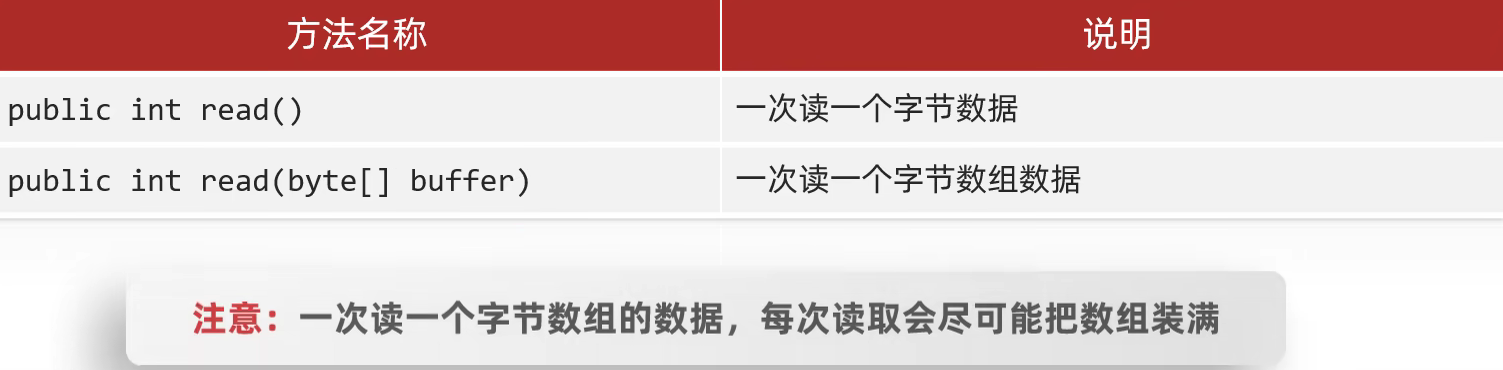 方法名称 说明
public int read() 一次读一个字节数据
public int read(byte[] buffer) 一次读一个字节数组数据
注意：一次读一个字节数组的数据，每次读取会尽可能把数组装满